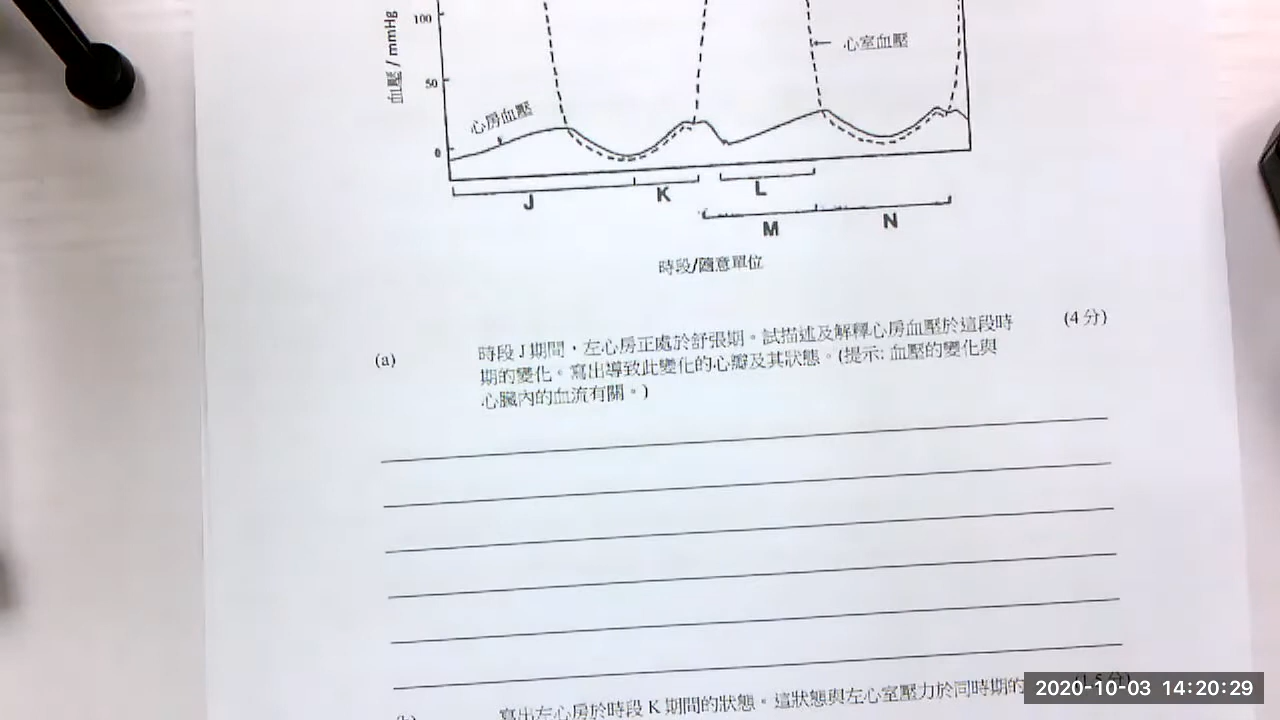 100
血壓 / mmHg
心室血壓
50
心房血壓
0
J
K
L
M
N
時段/隨意單位
(a)
時段 J 期間，左心房正處於舒張期。試描述及解釋心房血壓於這段時
(4 分)
期的變化。寫出導致此變化的心瓣及其狀態。(提示: 血壓的變化與
心臟內的血流有關。)
寫出左心房於時段 K 期間的狀態。這狀態與左心室壓力於同時期的
2020-10-03 14:20:29